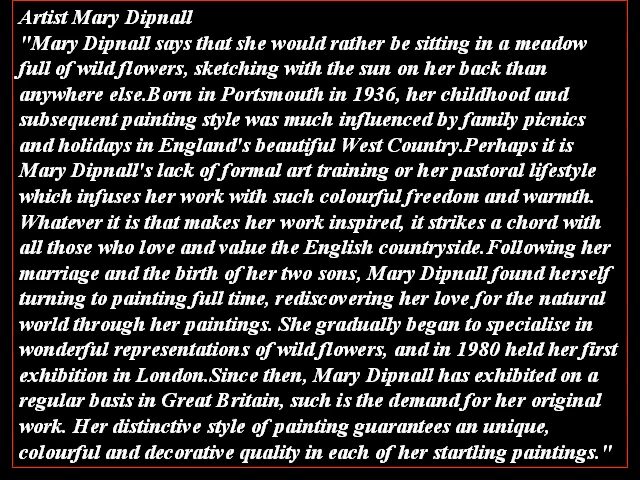 Artist Mary Dipnall
"Mary Dipnall says that she would rather be sitting in a meadow
full of wild flowers, sketching with the sun on her back than
anywhere else.Born in Portsmouth in 1936, her childhood and
subsequent painting style was much influenced by family picnics
and holidays in England's beautiful West Country.Perhaps it is
Mary Dipnall's lack of formal art training or her pastoral lifestyle
which infuses her work with such colourful freedom and warmth.
Whatever it is that makes her work inspired, it strikes a chord with
all those who love and value the English countryside.Following her
marriage and the birth of her two sons, Mary Dipnall found herself
turning to painting full time, rediscovering her love for the natural
world through her paintings. She gradually began to specialise in
wonderful representations of wild flowers, and in 1980 held her first
exhibition in London.Since then, Mary Dipnall has exhibited on a
regular basis in Great Britain, such is the demand for her original
work. Her distinctive style of painting guarantees an unique,
colourful and decorative quality in each of her startling paintings."